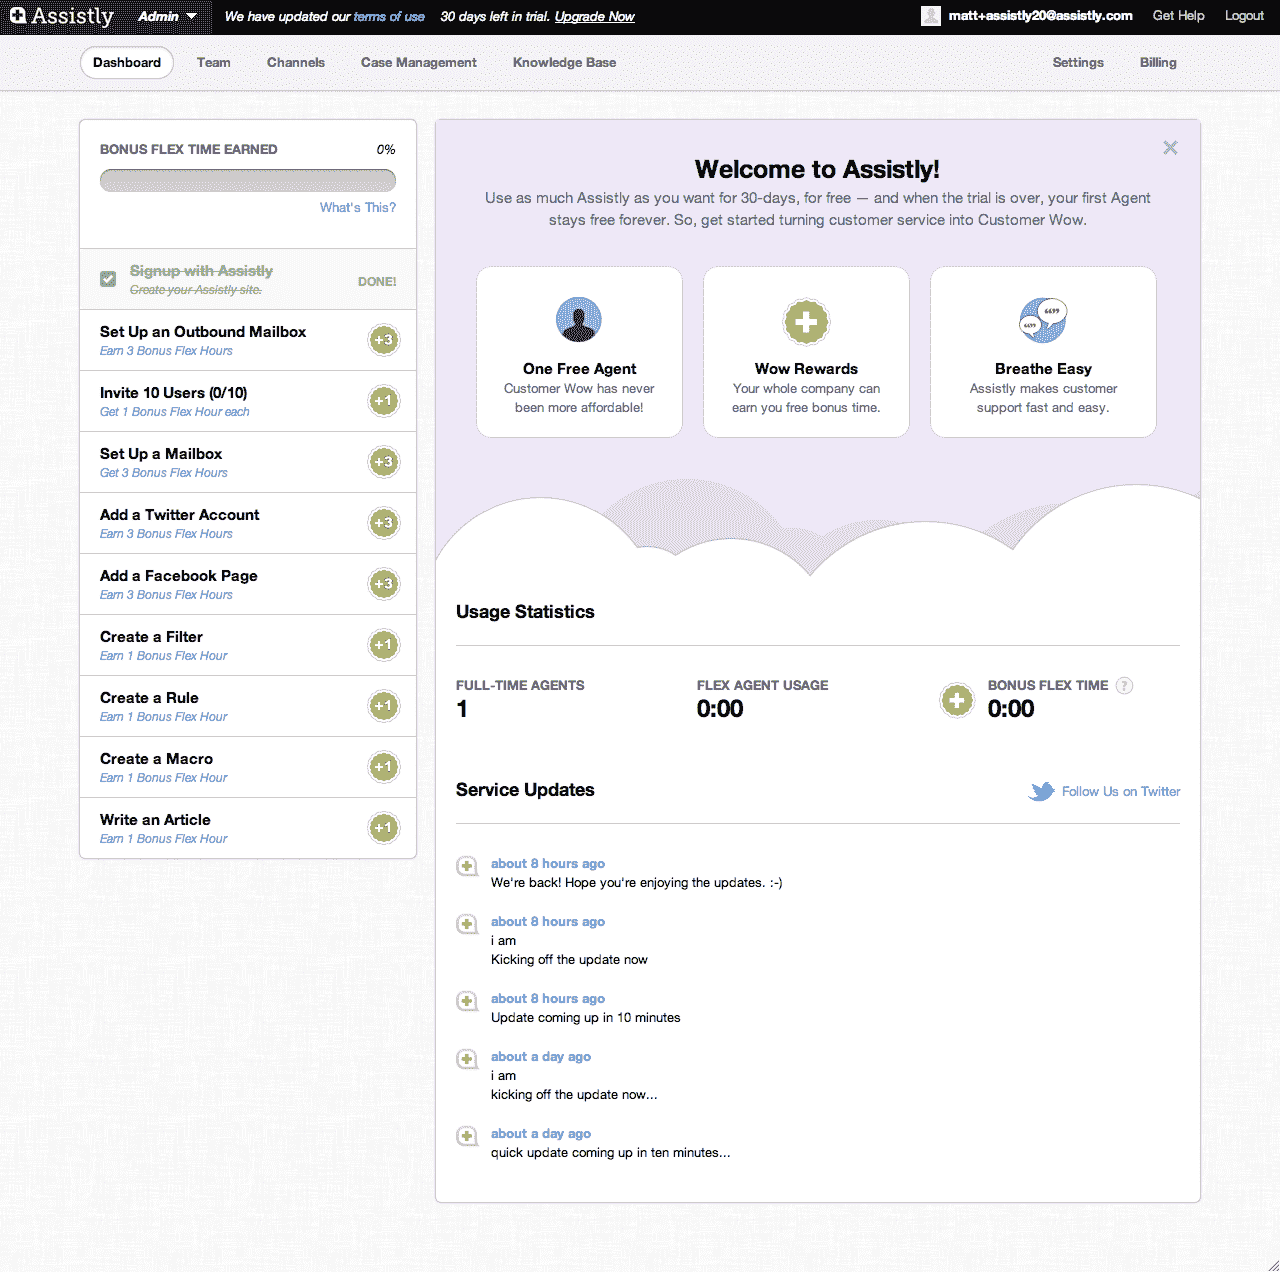 Assistly Admin We have updated our terms of use 30 days left in trial. Upgrade Now matt+assistly20@assistly.com Get Help Logout
Dashboard Team Channels Case Management Knowledge Base Settings Billing
BONUS FLEX TIME EARNED 0%
What's This?
Signup with Assistly
Create your Assistly site.
DONE!
Set Up an Outbound Mailbox
Earn 3 Bonus Flex Hours
+3
Invite 10 Users (0/10)
Get 1 Bonus Flex Hour each
+1
Set Up a Mailbox
Get 3 Bonus Flex Hours
+3
Add a Twitter Account
Earn 3 Bonus Flex Hours
+3
Add a Facebook Page
Earn 3 Bonus Flex Hours
+3
Create a Filter
Earn 1 Bonus Flex Hour
+1
Create a Rule
Earn 1 Bonus Flex Hour
+1
Create a Macro
Earn 1 Bonus Flex Hour
+1
Write an Article
Earn 1 Bonus Flex Hour
+1
Welcome to Assistly!
Use as much Assistly as you want for 30-days, for free — and when the trial is over, your first Agent
stays free forever. So, get started turning customer service into Customer Wow.
One Free Agent
Customer Wow has never
been more affordable!
Wow Rewards
Your whole company can
earn you free bonus time.
Breathe Easy
Assistly makes customer
support fast and easy.
Usage Statistics
FULL-TIME AGENTS
1
FLEX AGENT USAGE
0:00
BONUS FLEX TIME ?
0:00
Service Updates
Follow Us on Twitter
about 8 hours ago
We're back! Hope you're enjoying the updates. :-)
about 8 hours ago
i am
Kicking off the update now
about 8 hours ago
Update coming up in 10 minutes
about a day ago
i am
kicking off the update now...
about a day ago
quick update coming up in ten minutes...